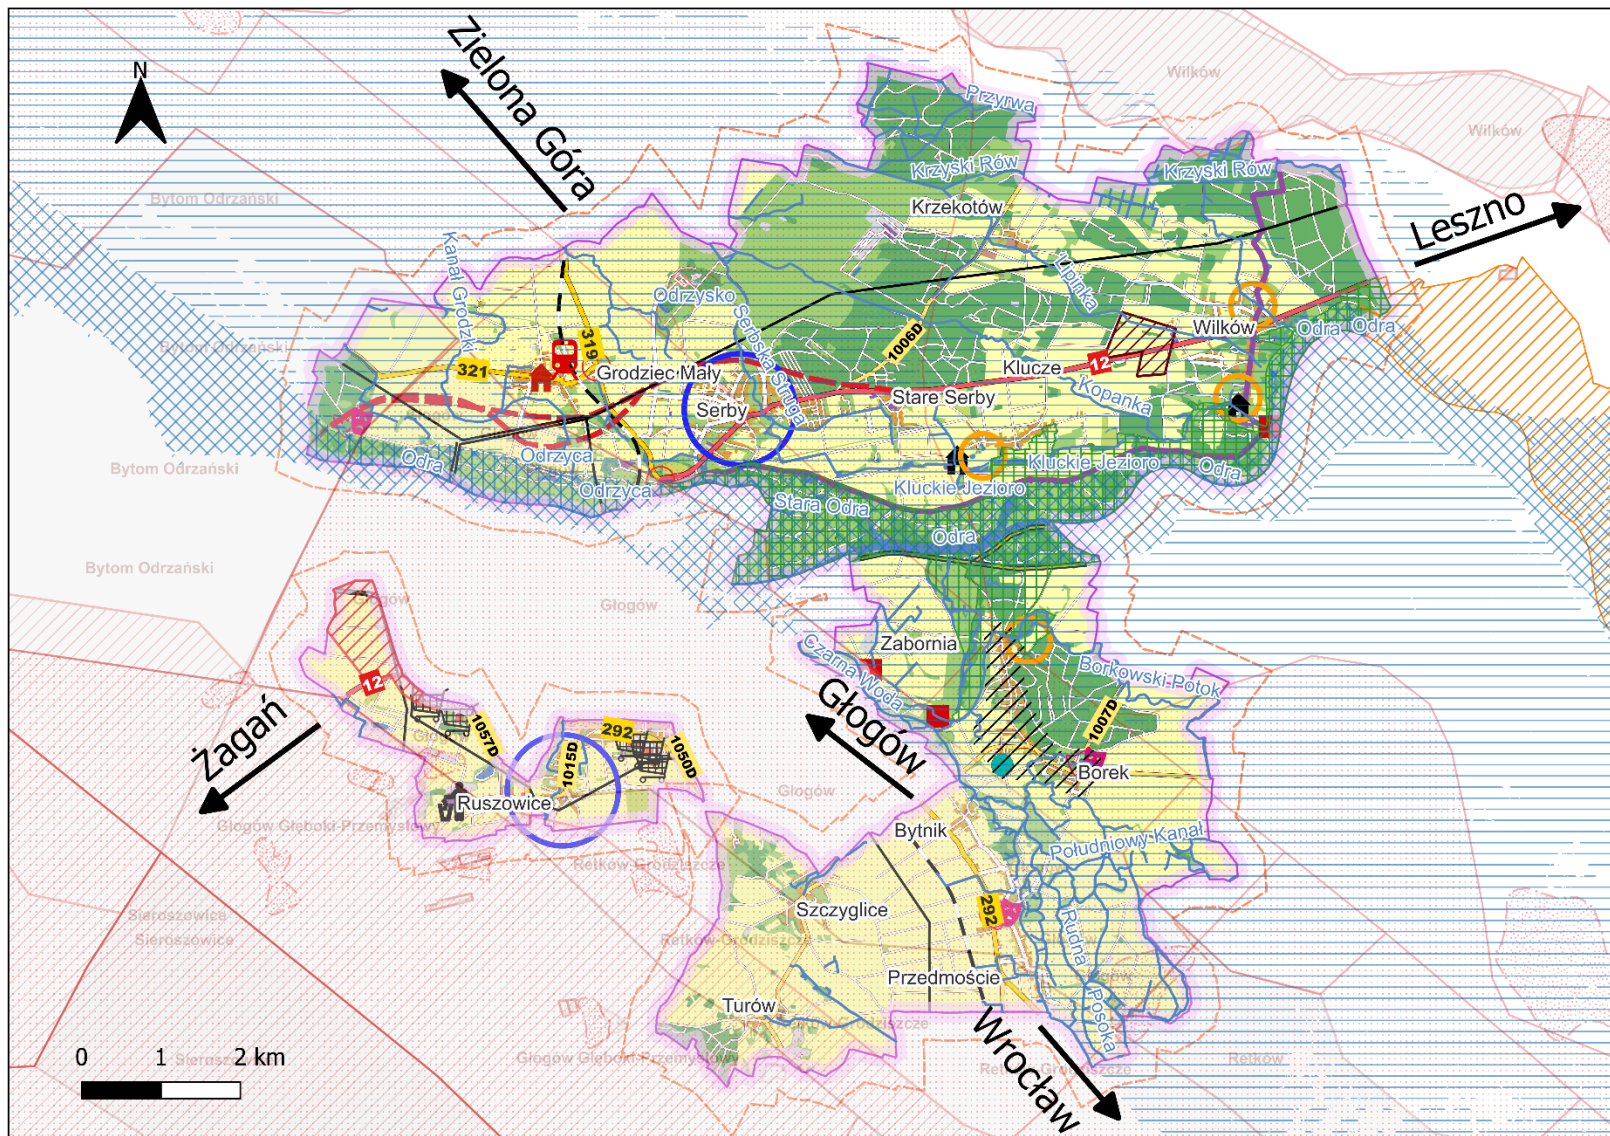 N
Zielona Góra
Przyrwa
Wilków
Wilków
Krzyski Rów
Krzyski Rów
Bytom Odrzański
Krzekotów
Leszno
Kanał Grodzki
Odrzysko
Lipinka
Serbska Struga
319
1006D
Wilków
Odra
Odra
Bytom Odrzański
321
Grodziec Mały
Klucze
12
Kopanka
Serby
Stare Serby
Bytom Odrzański
Odra
Odrzyca
Odrzyca
Kluckie Jezioro
Kluckie Jezioro
Odra
Stara Odra
Odra
Bytom Odrzański
Głogów
Głogów
Zabornia
Czarna Woda
Borkowski Potok
12
Żagań
Głogów
1057D
292
1015D
1050D
1007D
Borek
Głogów
Ruszowice
Głogów Głęboki-Przemysłowy
Bytnik
Południowy Kanał
Retków-Grodziszcze
Szczyglice
292
Rudna
Sieroszowice
Sieroszowice
Retków-Grodziszcze
Przedmoście
Turów
Prosoka
Wrocław
0 1 2 km
Głogów Głęboki-Przemysłowy
Retków